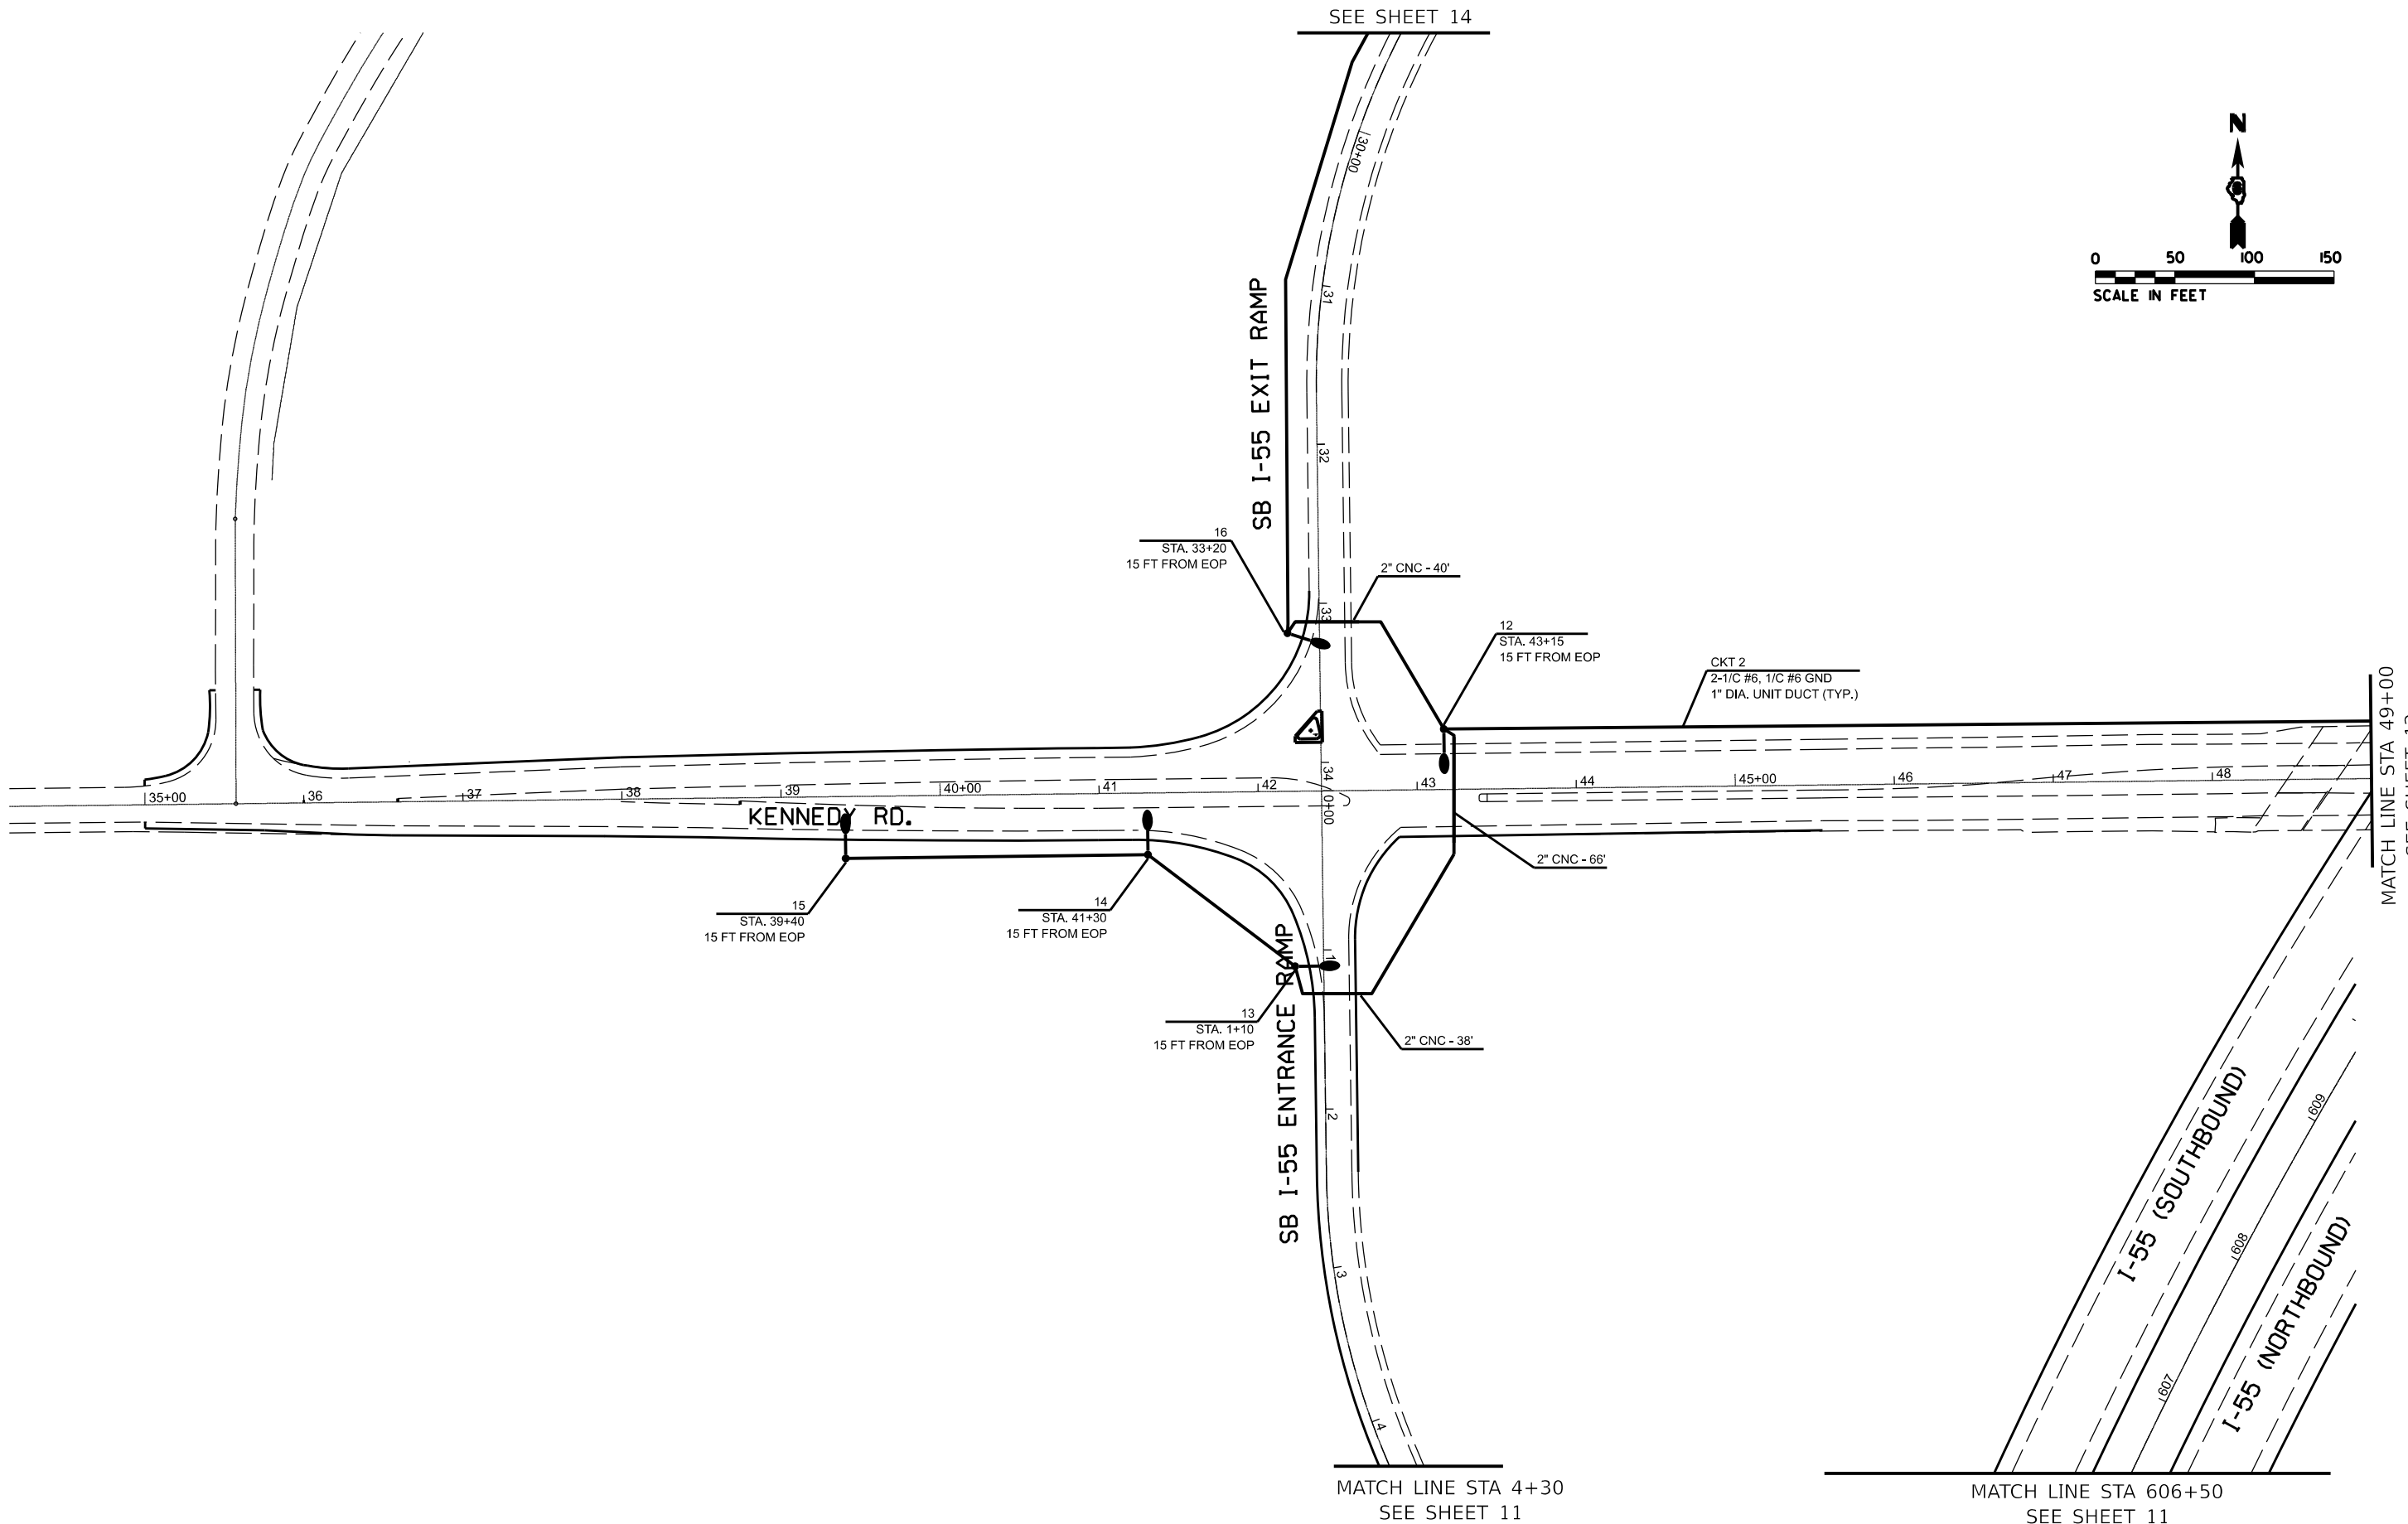 SEE SHEET 14
N
0 50 100 150
SCALE IN FEET
30+00
31
32
33
34
SB I-55 EXIT RAMP
16
STA. 33+20
15 FT FROM EOP
2" CNC - 40'
12
STA. 43+15
15 FT FROM EOP
CKT 2
2-1/C #6, 1/C #6 GND
1" DIA. UNIT DUCT (TYP.)
MATCH LINE STA 49+00
35+00 36 37 38 39 40+00 41 42 43 44 45+00 46 47 48
0+00
KENNEDY RD.
2" CNC - 66'
15
STA. 39+40
15 FT FROM EOP
14
STA. 41+30
15 FT FROM EOP
13
STA. 1+10
15 FT FROM EOP
2" CNC - 38'
SB I-55 ENTRANCE RAMP
1
2
3
4
I-55 (SOUTHBOUND)
609
608
607
I-55 (NORTHBOUND)
MATCH LINE STA 4+30
SEE SHEET 11
MATCH LINE STA 606+50
SEE SHEET 11